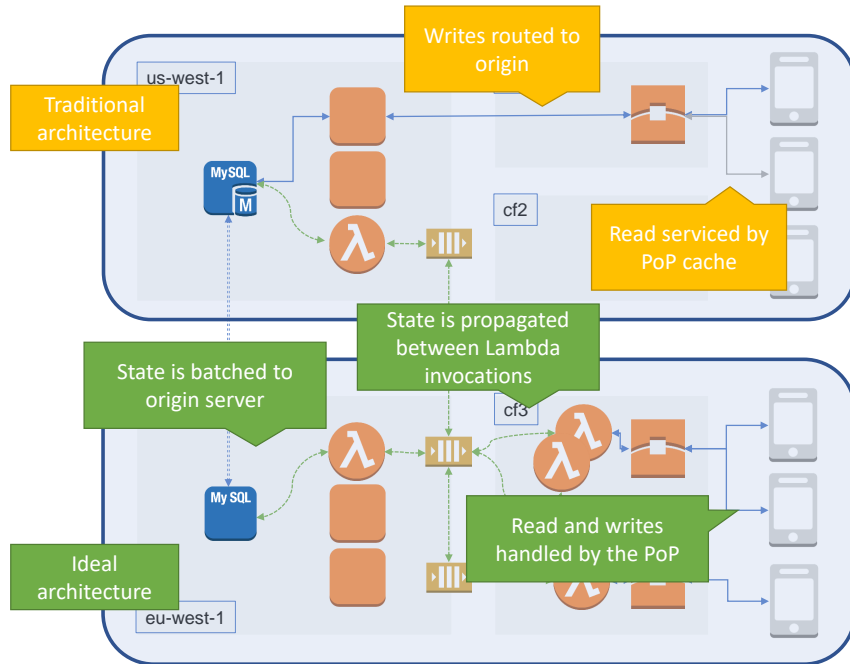 Writes routed to
origin
us-west-1
Traditional
architecture
MySQL
M
cf2
Read serviced by
PoP cache
State is propagated
between Lambda
invocations
State is batched to
origin server
cf3
My SQL
Read and writes
handled by the PoP
Ideal
architecture
eu-west-1